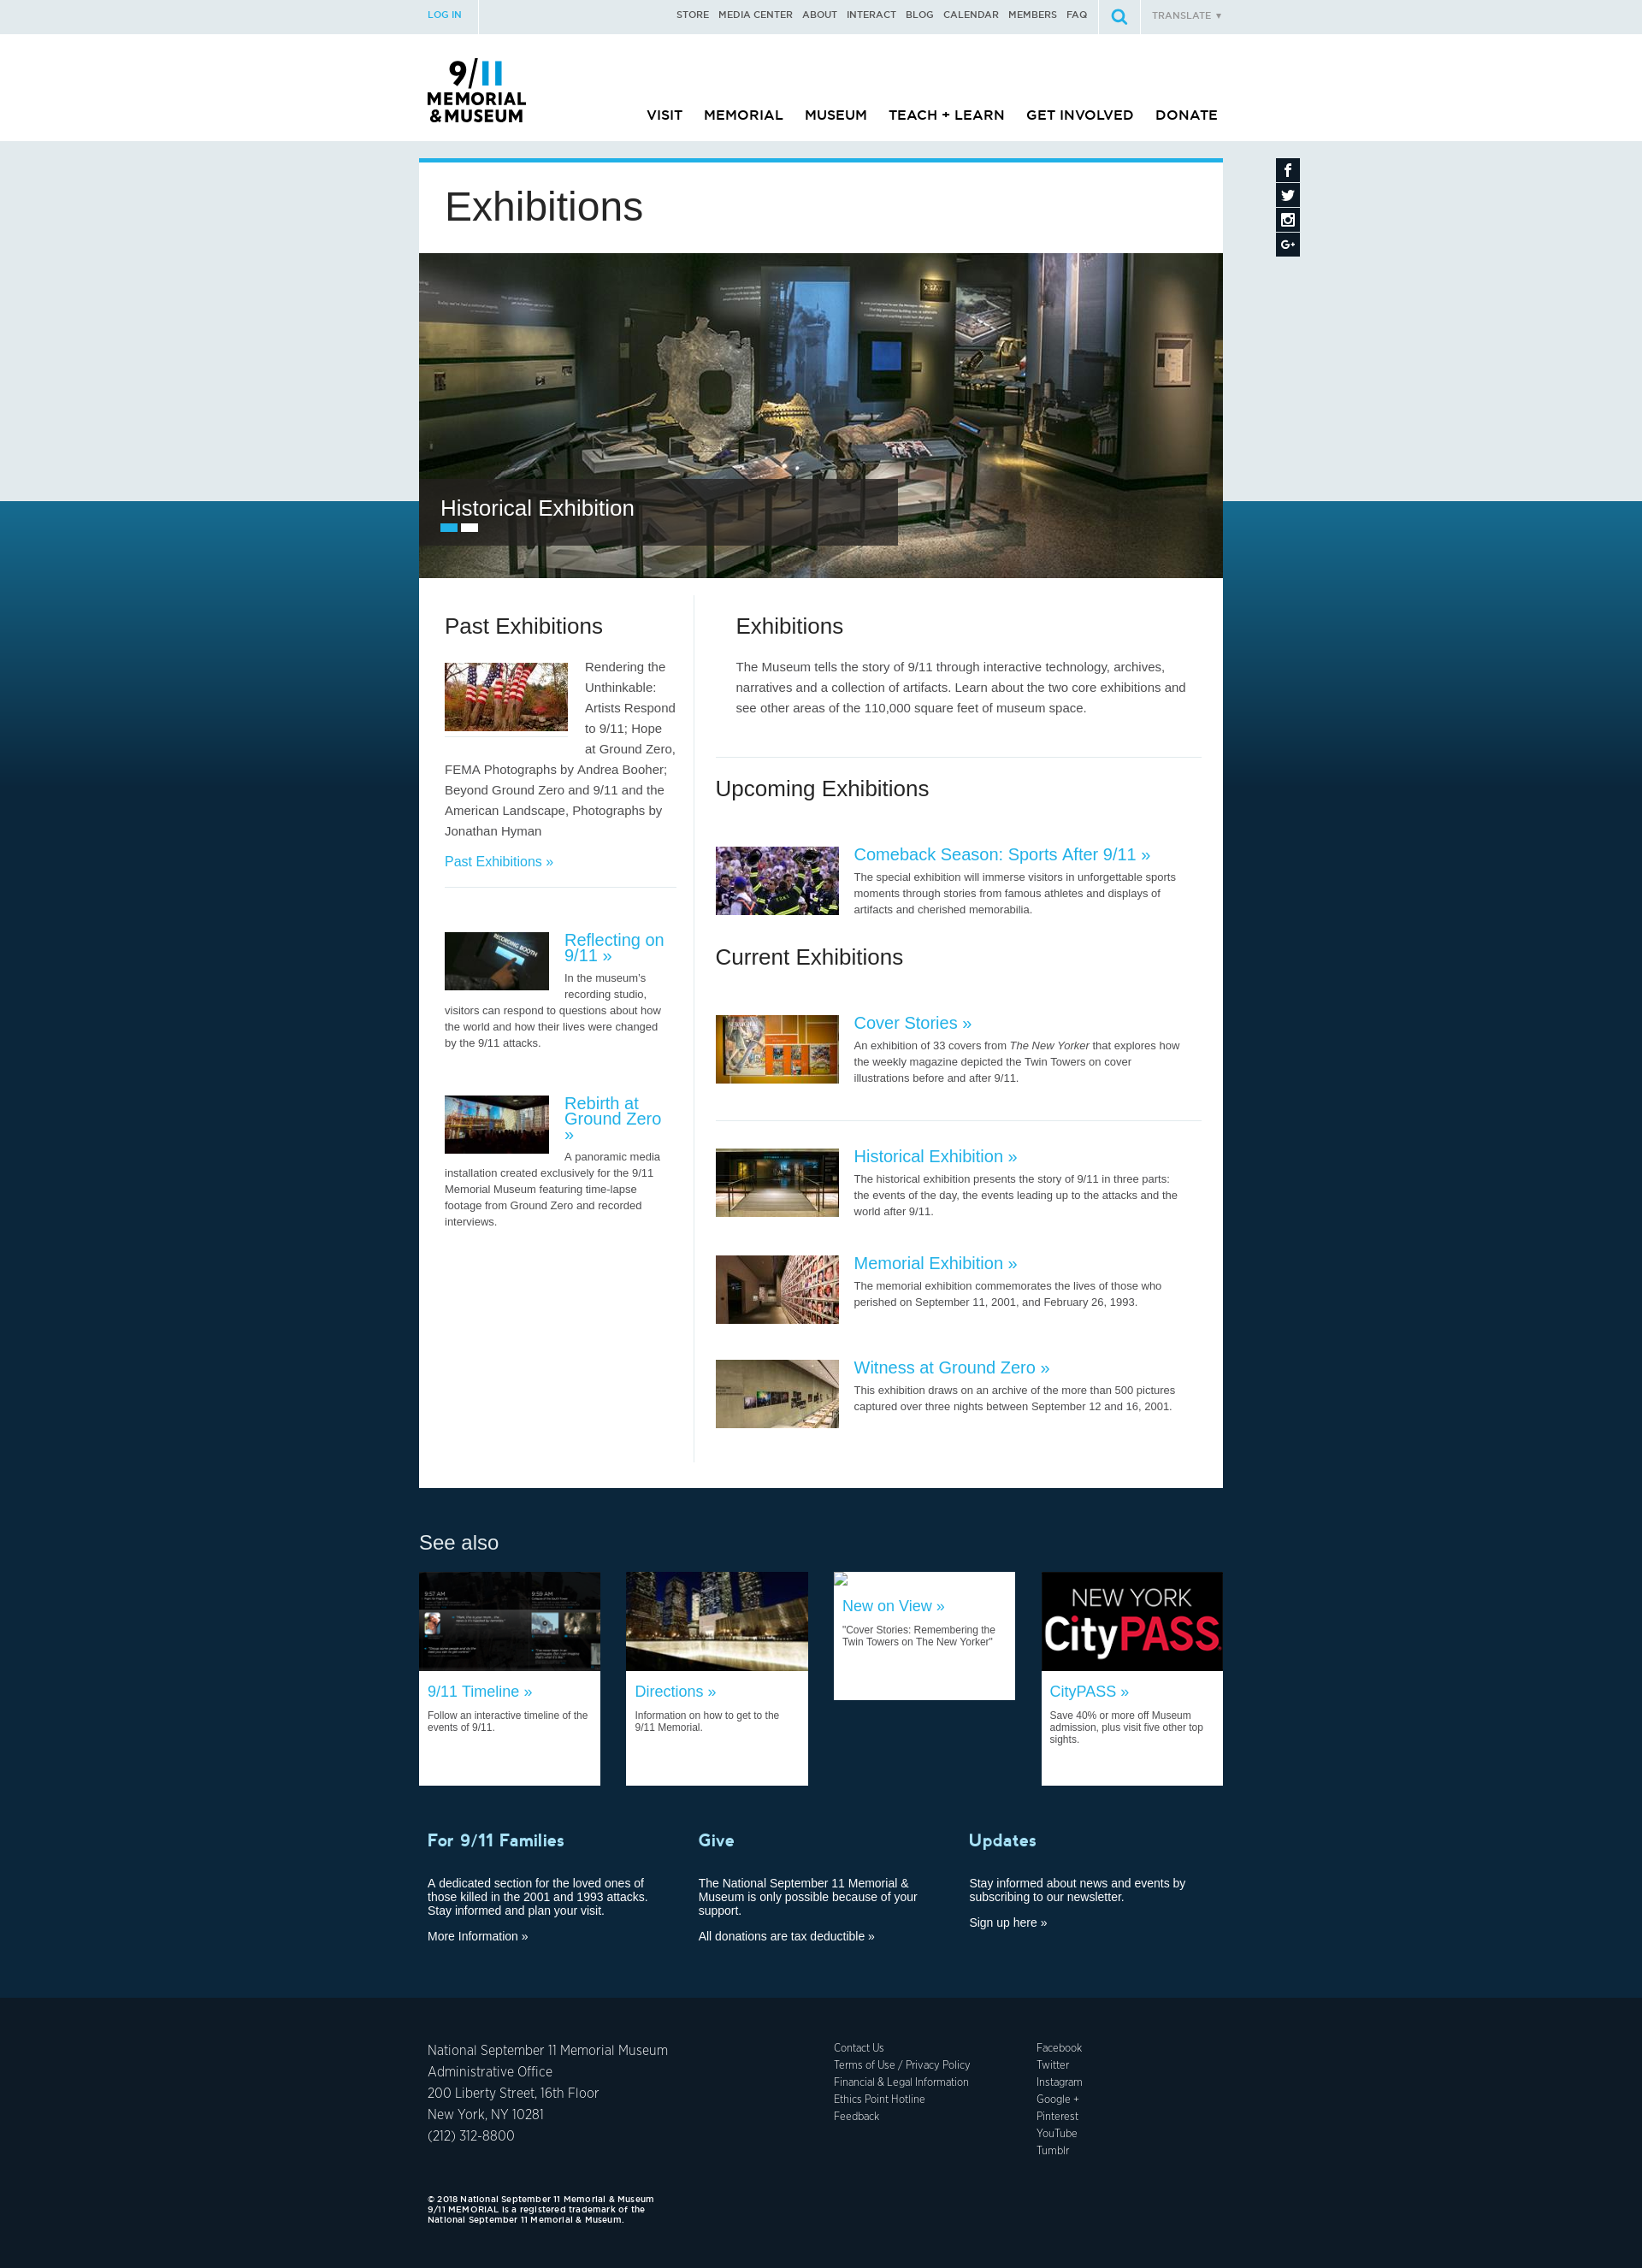 LOG IN
STORE MEDIA CENTER ABOUT INTERACT BLOG CALENDAR MEMBERS FAQ
TRANSLATE ▼
9/11
MEMORIAL
& MUSEUM
VISIT MEMORIAL MUSEUM TEACH + LEARN GET INVOLVED DONATE
Exhibitions
Historical Exhibition
Past Exhibitions
Rendering the
Unthinkable:
Artists Respond
to 9/11; Hope
at Ground Zero,
FEMA Photographs by Andrea Booher;
Beyond Ground Zero and 9/11 and the
American Landscape, Photographs by
Jonathan Hyman
Past Exhibitions »
RECORDING BOOTH
Reflecting on
9/11 »
In the museum's
recording studio,
visitors can respond to questions about how
the world and how their lives were changed
by the 9/11 attacks.
Rebirth at
Ground Zero
»
A panoramic media
installation created exclusively for the 9/11
Memorial Museum featuring time-lapse
footage from Ground Zero and recorded
interviews.
Exhibitions
The Museum tells the story of 9/11 through interactive technology, archives,
narratives and a collection of artifacts. Learn about the two core exhibitions and
see other areas of the 110,000 square feet of museum space.
Upcoming Exhibitions
Comeback Season: Sports After 9/11 »
The special exhibition will immerse visitors in unforgettable sports
moments through stories from famous athletes and displays of
artifacts and cherished memorabilia.
Current Exhibitions
Cover Stories »
An exhibition of 33 covers from The New Yorker that explores how
the weekly magazine depicted the Twin Towers on cover
illustrations before and after 9/11.
Historical Exhibition »
The historical exhibition presents the story of 9/11 in three parts:
the events of the day, the events leading up to the attacks and the
world after 9/11.
Memorial Exhibition »
The memorial exhibition commemorates the lives of those who
perished on September 11, 2001, and February 26, 1993.
Witness at Ground Zero »
This exhibition draws on an archive of the more than 500 pictures
captured over three nights between September 12 and 16, 2001.
See also
9:57 AM
9:59 AM
9/11 Timeline »
Follow an interactive timeline of the
events of 9/11.
Directions »
Information on how to get to the
9/11 Memorial.
New on View »
"Cover Stories: Remembering the
Twin Towers on The New Yorker"
NEW YORK
CityPASS
CityPASS »
Save 40% or more off Museum
admission, plus visit five other top
sights.
For 9/11 Families
A dedicated section for the loved ones of
those killed in the 2001 and 1993 attacks.
Stay informed and plan your visit.
More Information »
Give
The National September 11 Memorial &
Museum is only possible because of your
support.
All donations are tax deductible »
Updates
Stay informed about news and events by
subscribing to our newsletter.
Sign up here »
National September 11 Memorial Museum
Administrative Office
200 Liberty Street, 16th Floor
New York, NY 10281
(212) 312-8800
Contact Us
Terms of Use / Privacy Policy
Financial & Legal Information
Ethics Point Hotline
Feedback
Facebook
Twitter
Instagram
Google +
Pinterest
YouTube
Tumblr
© 2018 National September 11 Memorial & Museum
9/11 MEMORIAL is a registered trademark of the
National September 11 Memorial & Museum.